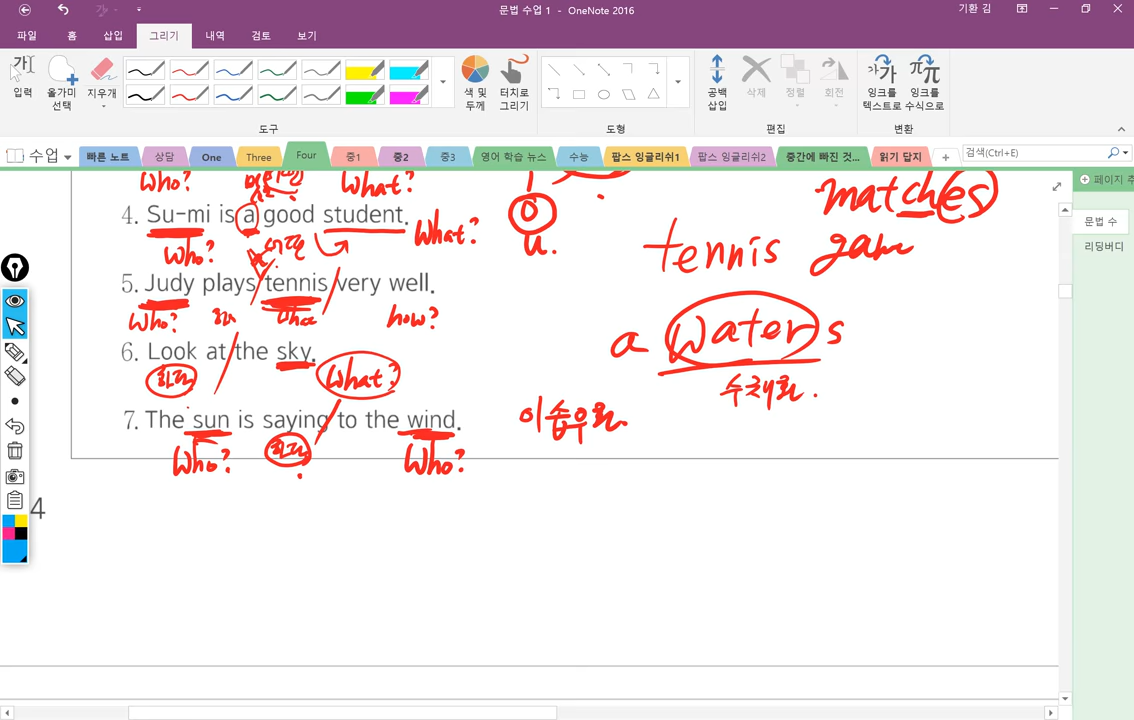 문법 수업 1 - OneNote 2016
기환 김
파일 홈 삽입 그리기 내역 검토 보기
입력
올가미 선택
지우개
색 및 두께
터치로 그리기
공백 삽입
삭제
정렬
회전
잉크를 텍스트로
잉크를 수식으로
도구 도형 편집 변환
수업 빠른 노트 상담 One Three Four 중1 중2 중3 영어 학습 뉴스 수능 팝스 잉글리쉬1 팝스 잉글리쉬2 중간에 빠진 것... 읽기 답지 + 검색(Ctrl+E)
페이지 추
문법 수
리딩버디
who? what? matches
4. Su-mi is a good student. what?
who? u. tennis game
5. Judy plays tennis very well.
who? what how? a waters
6. Look at the sky. what? 수채화.
7. The sun is saying to the wind. 이솝우화
who? who?
4